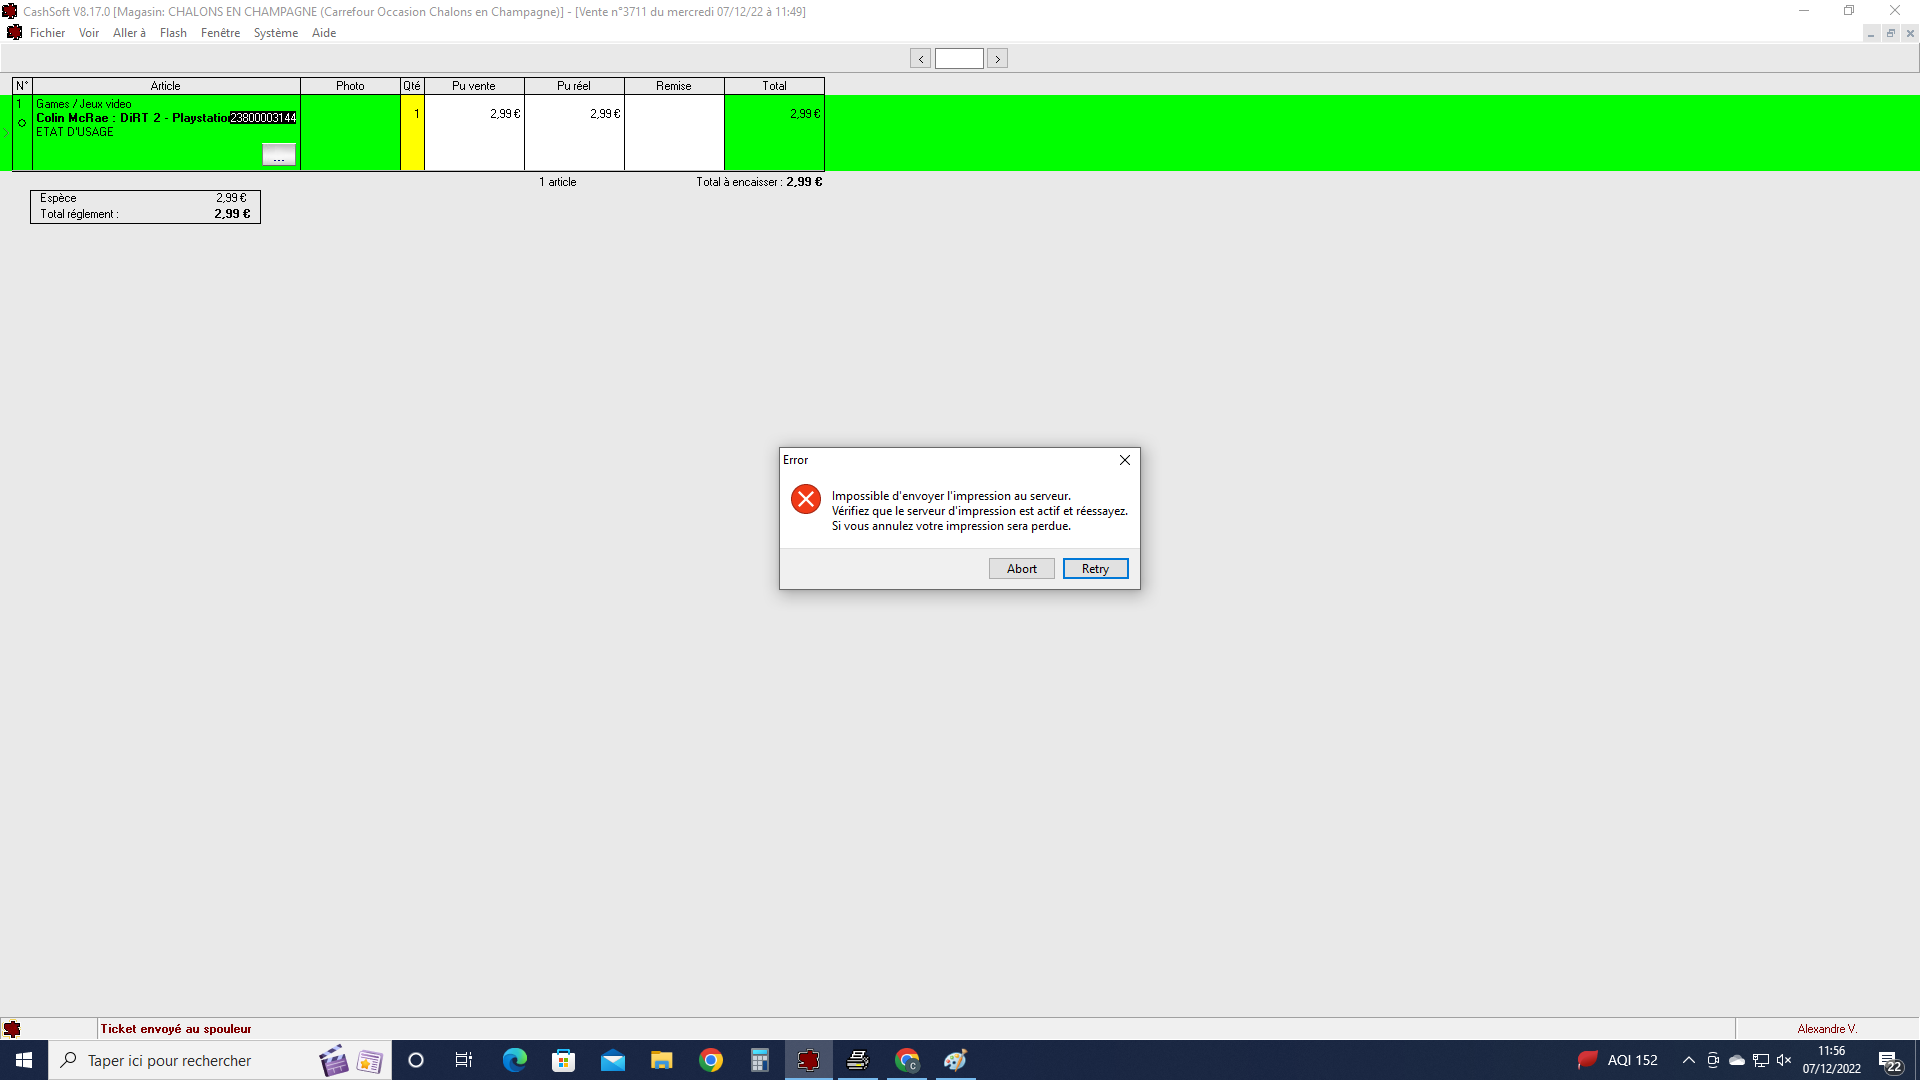 CashSoft V8.17.0 [Magasin: CHALONS EN CHAMPAGNE (Carrefour Occasion Chalons en Champagne)] - [Vente n°3711 du mercredi 07/12/22 à 11:49]
Fichier Voir Aller à Flash Fenêtre Système Aide
N° Article Photo Qté Pu vente Pu réel Remise Total
1 Games / Jeux video
Colin McRae : DiRT 2 - Playstation 23800003144 1 2,99 € 2,99 € 2,99 €
ETAT D'USAGE
...
1 article Total à encaisser : 2,99 €
Espèce 2,99 €
Total réglement : 2,99 €
Error
Impossible d'envoyer l'impression au serveur.
Vérifiez que le serveur d'impression est actif et réessayez.
Si vous annulez votre impression sera perdue.
Abort Retry
Ticket envoyé au spouleur Alexandre V.
Taper ici pour rechercher
AQI 152
11:56
07/12/2022
22